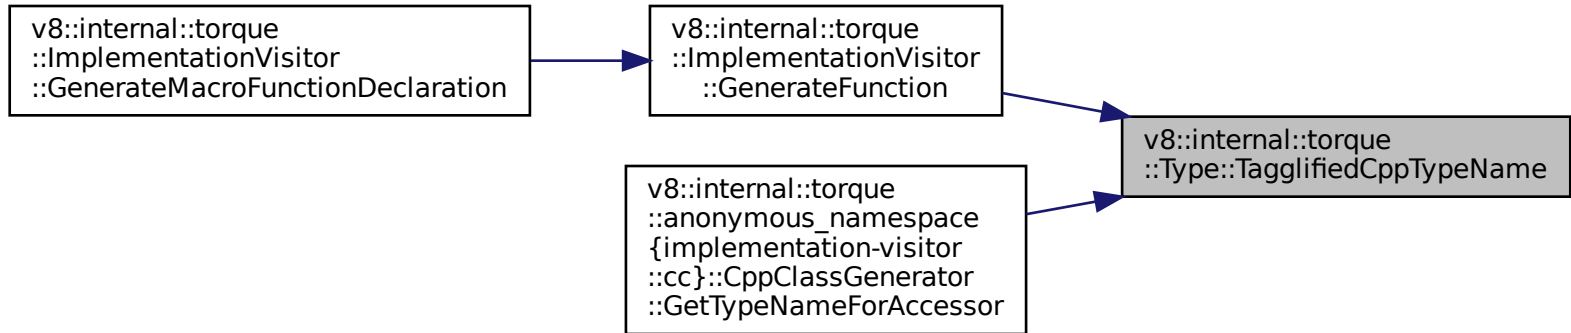 v8::internal::torque
::ImplementationVisitor
::GenerateMacroFunctionDeclaration
v8::internal::torque
::ImplementationVisitor
::GenerateFunction
v8::internal::torque
::Type::TagglifiedCppTypeName
v8::internal::torque
::anonymous_namespace
{implementation-visitor
::cc}::CppClassGenerator
::GetTypeNameForAccessor